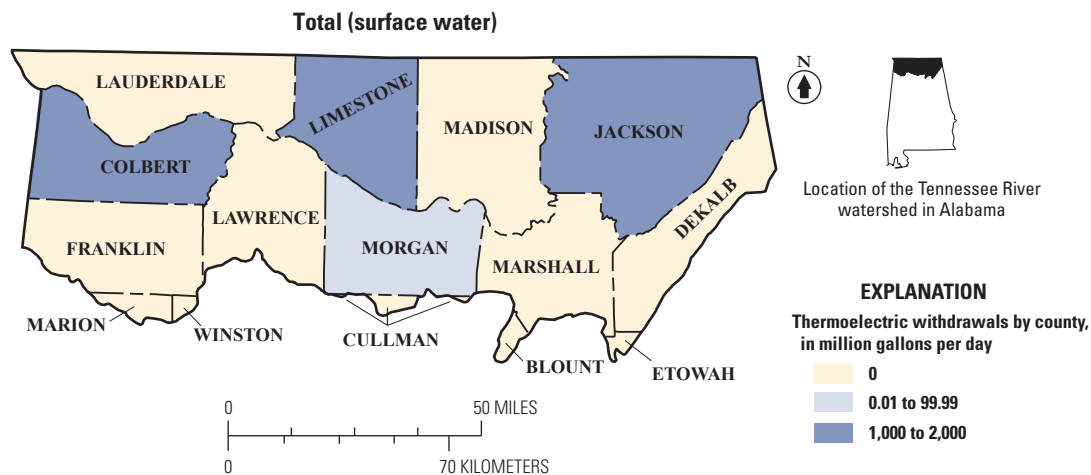 Total (surface water)
LAUDERDALE
LIMESTONE
MADISON
JACKSON
COLBERT
DEKALB
LAWRENCE
FRANKLIN
MORGAN
MARSHALL
MARION
WINSTON
CULLMAN
BLOUNT
ETOWAH
N
Location of the Tennessee River
watershed in Alabama
EXPLANATION
Thermoelectric withdrawals by county,
in million gallons per day
0
0.01 to 99.99
1,000 to 2,000
0 50 MILES
0 70 KILOMETERS